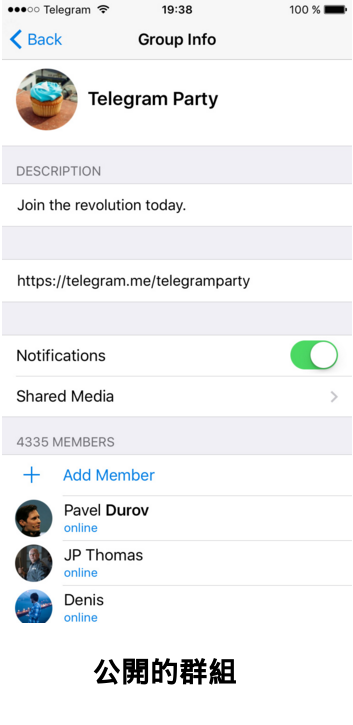 Telegram 19:38 100 %
Back Group Info
Telegram Party
DESCRIPTION
Join the revolution today.
https://telegram.me/telegramparty
Notifications
Shared Media
4335 MEMBERS
Add Member
Pavel Durov
online
JP Thomas
online
Denis
online
公開的群組